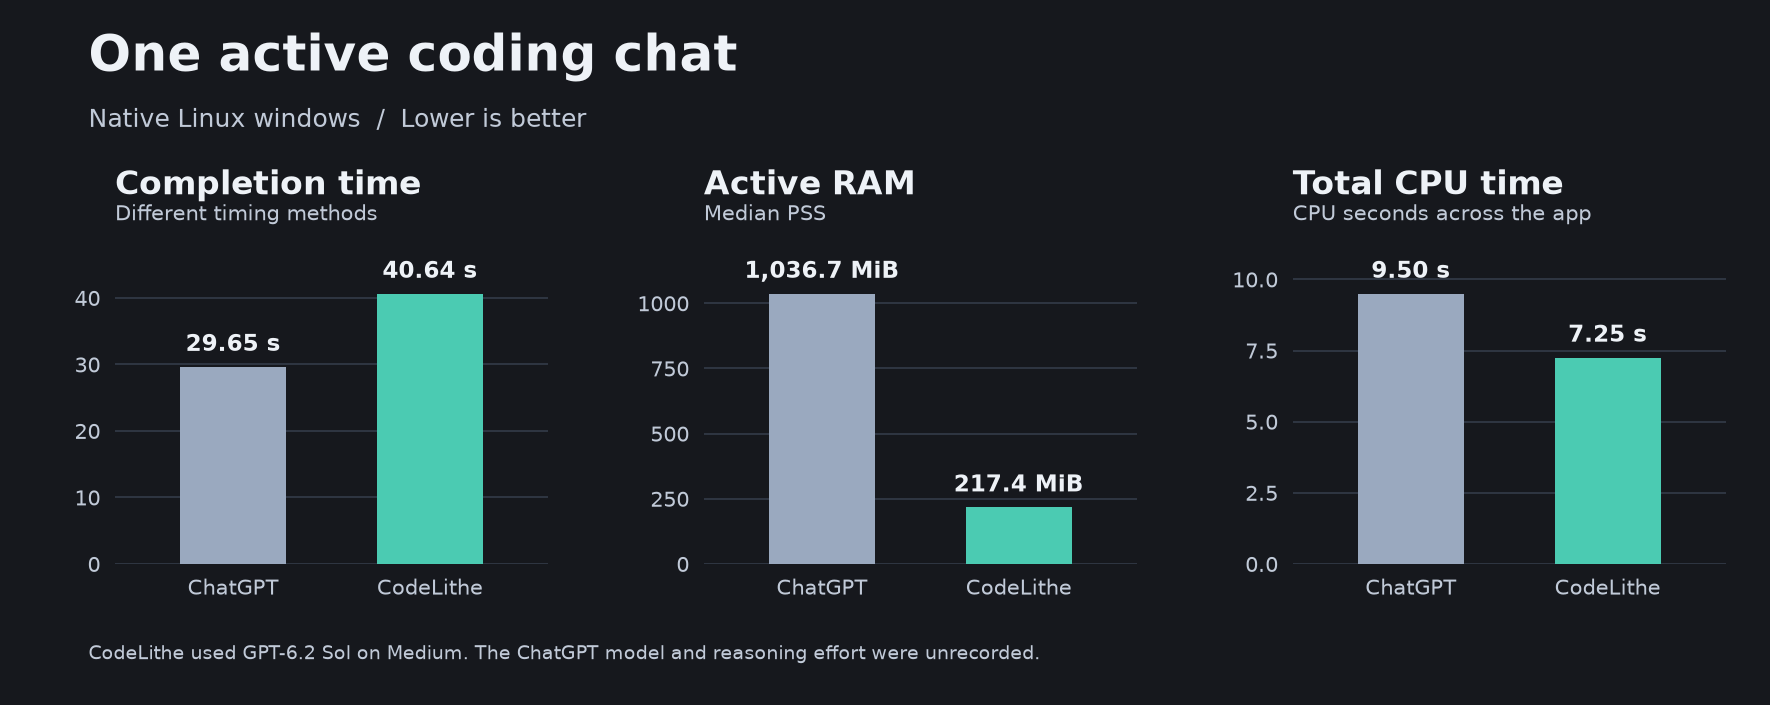 One active coding chat
Native Linux windows / Lower is better
Completion time
Different timing methods
40.64 s
29.65 s
40
30
20
10
0
ChatGPT
CodeLithe
Active RAM
Median PSS
1,036.7 MiB
217.4 MiB
1000
750
500
250
0
ChatGPT
CodeLithe
Total CPU time
CPU seconds across the app
9.50 s
7.25 s
10.0
7.5
5.0
2.5
0.0
ChatGPT
CodeLithe
CodeLithe used GPT-6.2 Sol on Medium. The ChatGPT model and reasoning effort were unrecorded.